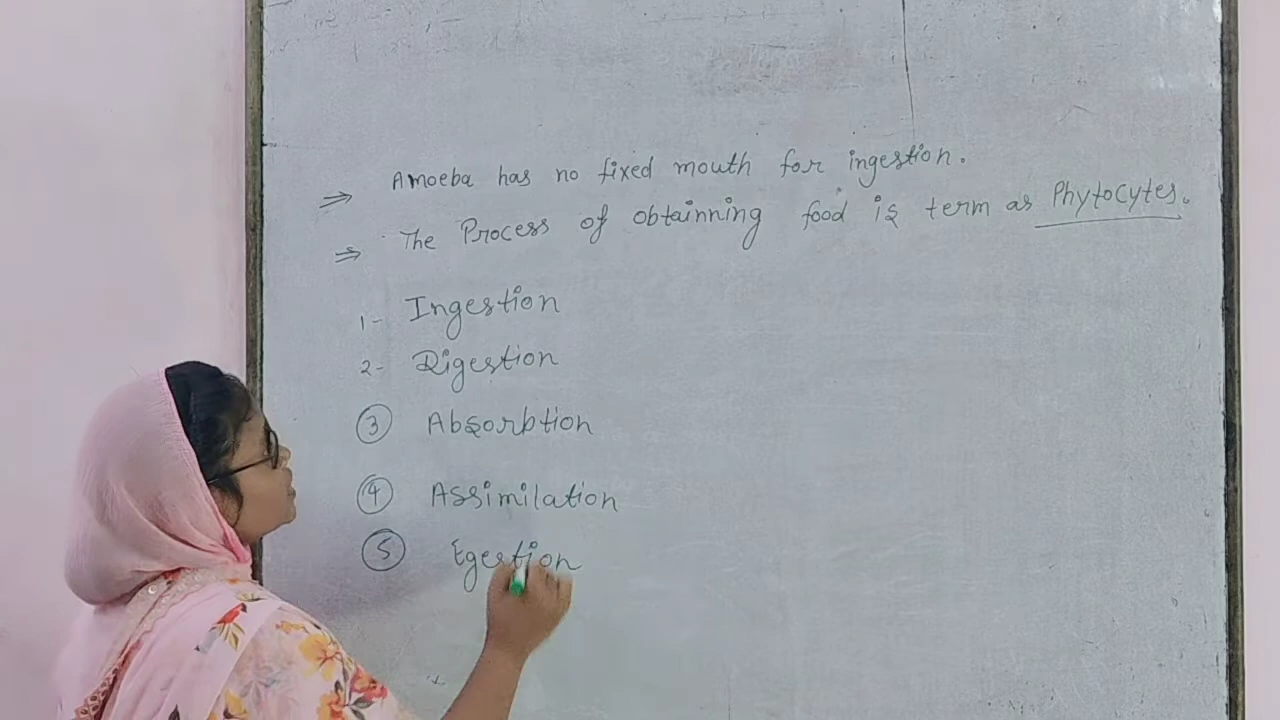 ⇒ Amoeba has no fixed mouth for ingestion.
⇒ The Process of obtainning food is term as Phytocytes.
1- Ingestion
2- Digestion
③ Absorbtion
④ Assimilation
⑤ Egestion